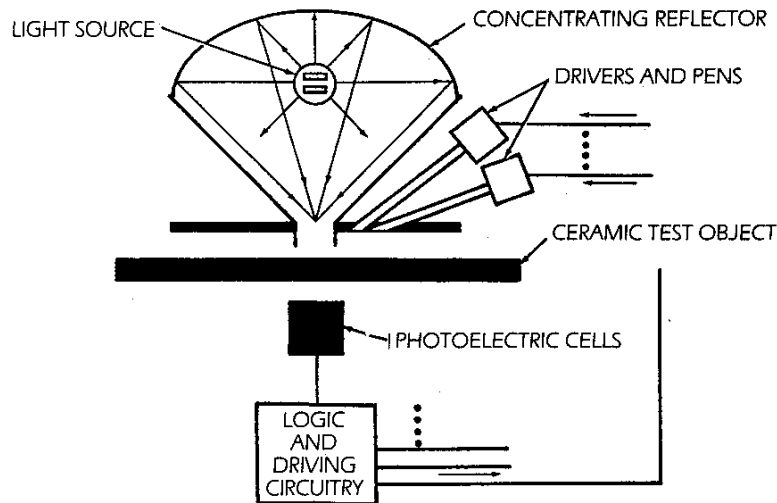 LIGHT SOURCE
CONCENTRATING REFLECTOR
DRIVERS AND PENS
CERAMIC TEST OBJECT
PHOTOELECTRIC CELLS
LOGIC
AND
DRIVING
CIRCUITRY